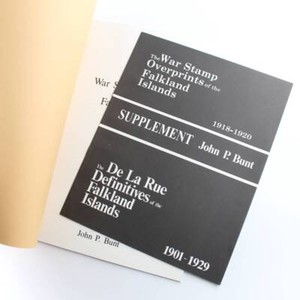 War St
F
John P. Bunt
The War Stamp
Overprints of the
Falkland
Islands
1918-1920
SUPPLEMENT John P. Bunt
The De La Rue
Definitives of the
Falkland
Islands
1901-1929